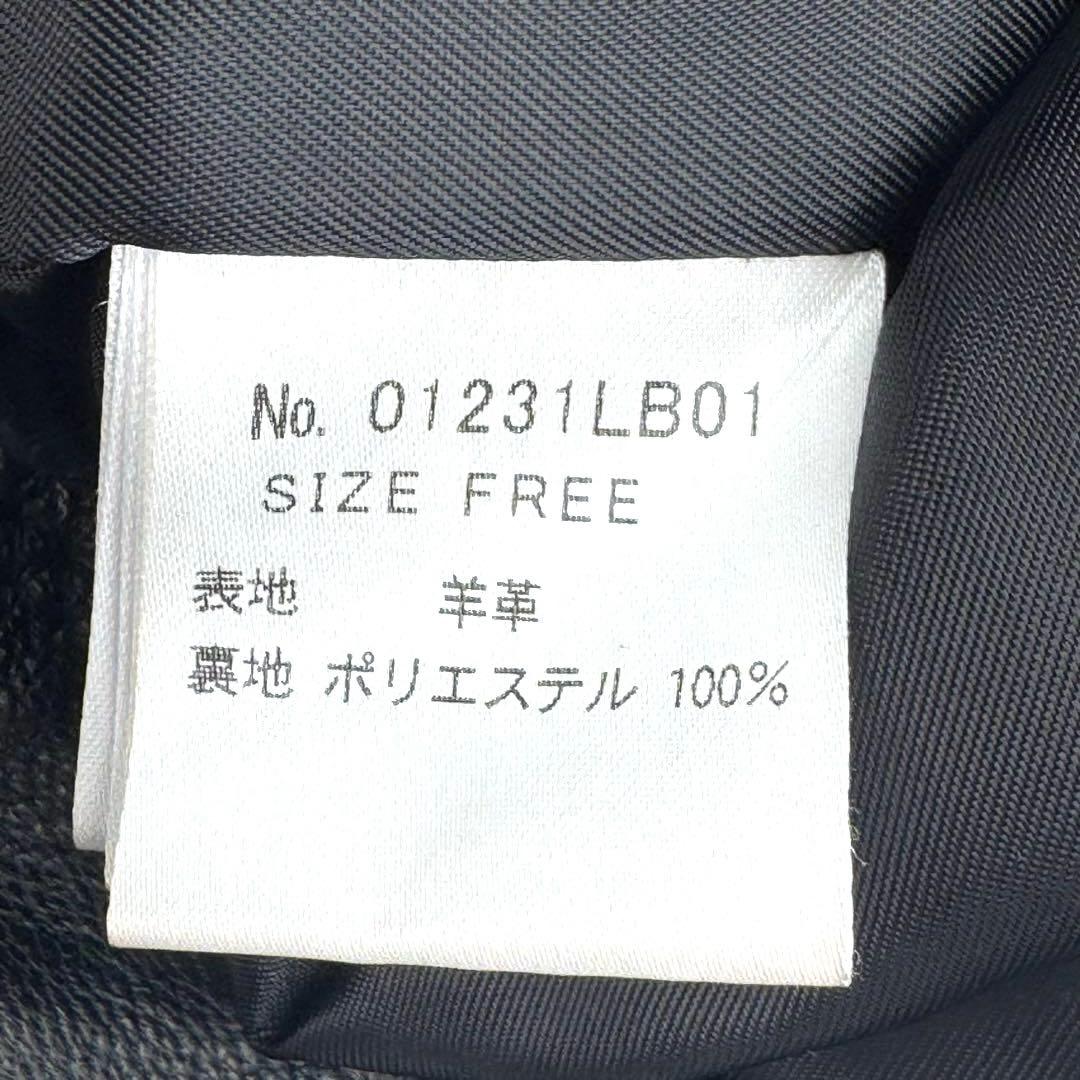 No. 01231LB01
SIZE FREE
表地 羊革
裏地 ポリエステル 100%